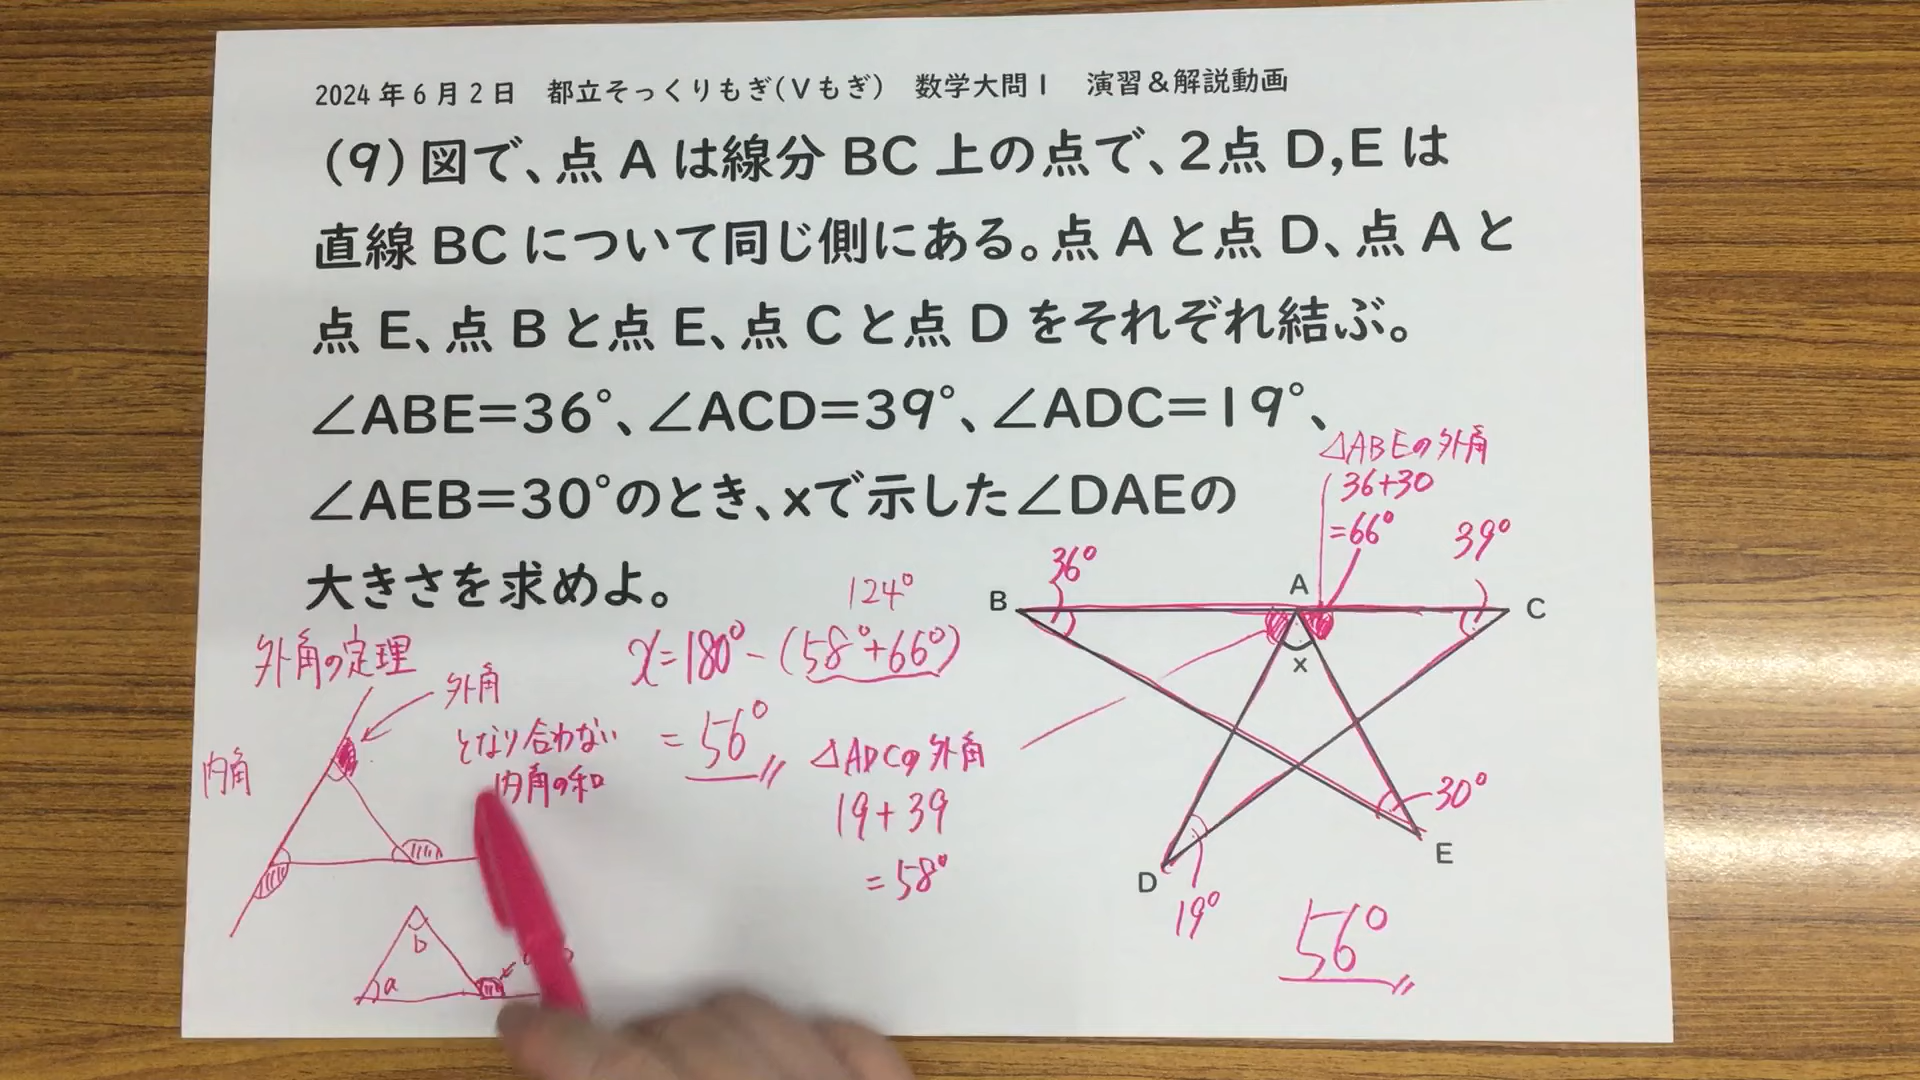 2024年6月2日 都立そっくりもぎ(Vもぎ) 数学大問1 演習&解説動画
(9)図で、点Aは線分BC上の点で、2点D,Eは
直線BCについて同じ側にある。点Aと点D、点Aと
点E、点Bと点E、点Cと点Dをそれぞれ結ぶ。
∠ABE=36°、∠ACD=39°、∠ADC=19°、
∠AEB=30°のとき、xで示した∠DAEの
大きさを求めよ。
△ABEの外角
36+30
=66°
39°
36°
B
A
C
x
30°
E
D
19°
56°
124°
x=180°-(58°+66°)
=56°
△ADCの外角
19+39
=58°
外角の定理
外角
となり合わない
内角の和
内角
b
a